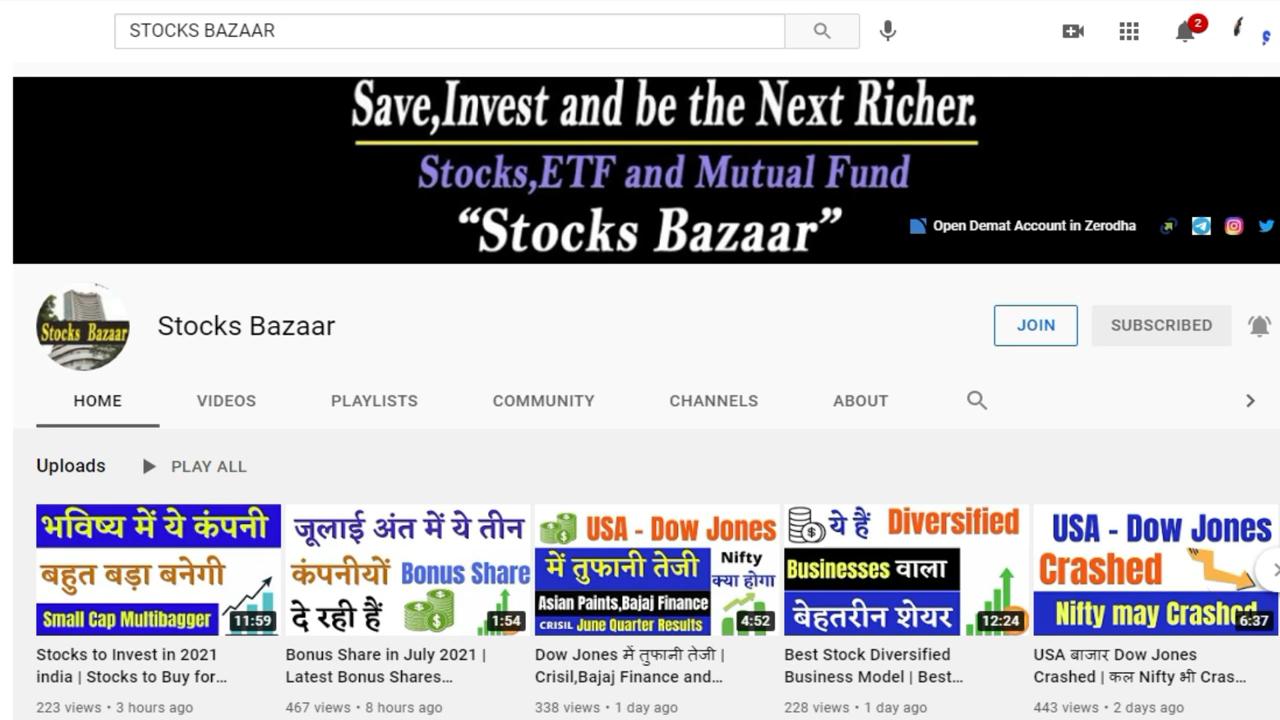 STOCKS BAZAAR
2
Save,Invest and be the Next Richer.
Stocks,ETF and Mutual Fund
“Stocks Bazaar”
Open Demat Account in Zerodha
Stocks Bazaar
Stocks Bazaar
JOIN
SUBSCRIBED
HOME VIDEOS PLAYLISTS COMMUNITY CHANNELS ABOUT
Uploads PLAY ALL
भविष्य में ये कंपनी
बहुत बड़ा बनेगी
Small Cap Multibagger
11:59
Stocks to Invest in 2021
india | Stocks to Buy for...
223 views • 3 hours ago
जूलाई अंत में ये तीन
कंपनीयों Bonus Share
दे रही हैं
1:54
Bonus Share in July 2021 |
Latest Bonus Shares...
467 views • 8 hours ago
USA - Dow Jones
में तुफानी तेजी
Nifty
क्या होगा
Asian Paints,Bajaj Finance
CRISIL June Quarter Results
4:52
Dow Jones में तुफानी तेजी |
Crisil,Bajaj Finance and...
338 views • 1 day ago
ये हैं Diversified
Businesses वाला
बेहतरीन शेयर
12:24
Best Stock Diversified
Business Model | Best...
228 views • 1 day ago
USA - Dow Jones
Crashed
Nifty may Crashed
6:37
USA बाजार Dow Jones
Crashed | कल Nifty भी Cras...
443 views • 2 days ago